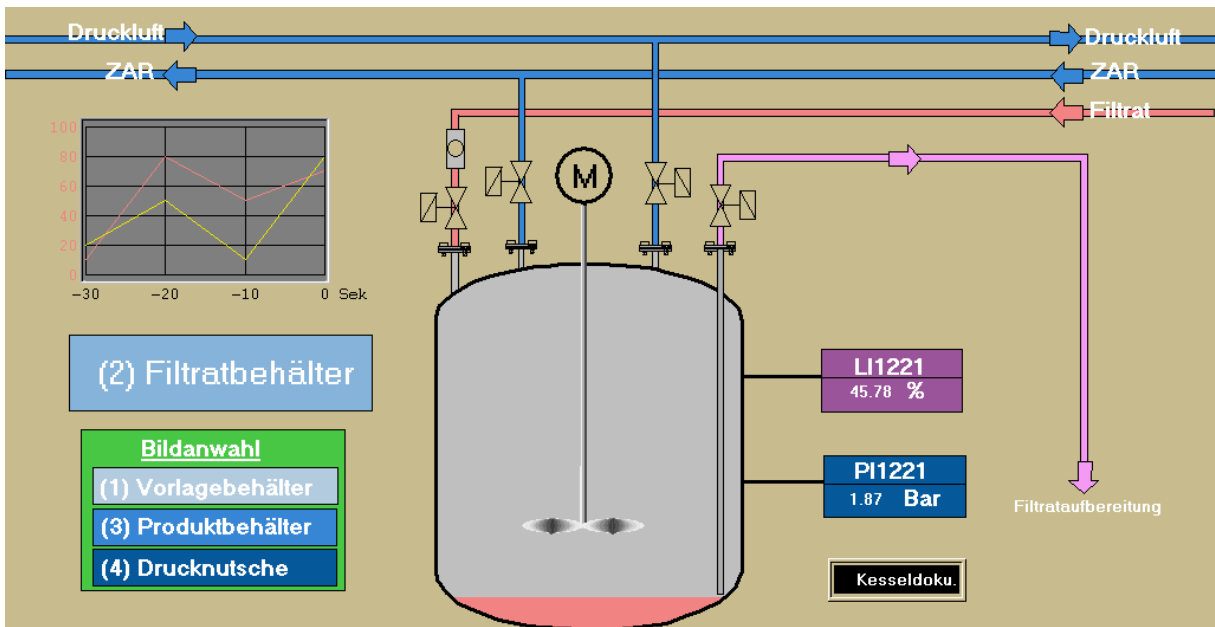 Druckluft
Druckluft
ZAR
ZAR
Filtrat
100
80
60
40
20
0
-30 -20 -10 0 Sek
M
(2) Filtratbehälter
LI1221
45.78 %
Bildanwahl
(1) Vorlagebehälter
(3) Produktbehälter
(4) Drucknutsche
PI1221
1.87 Bar
Filtrataufbereitung
Kesseldoku.